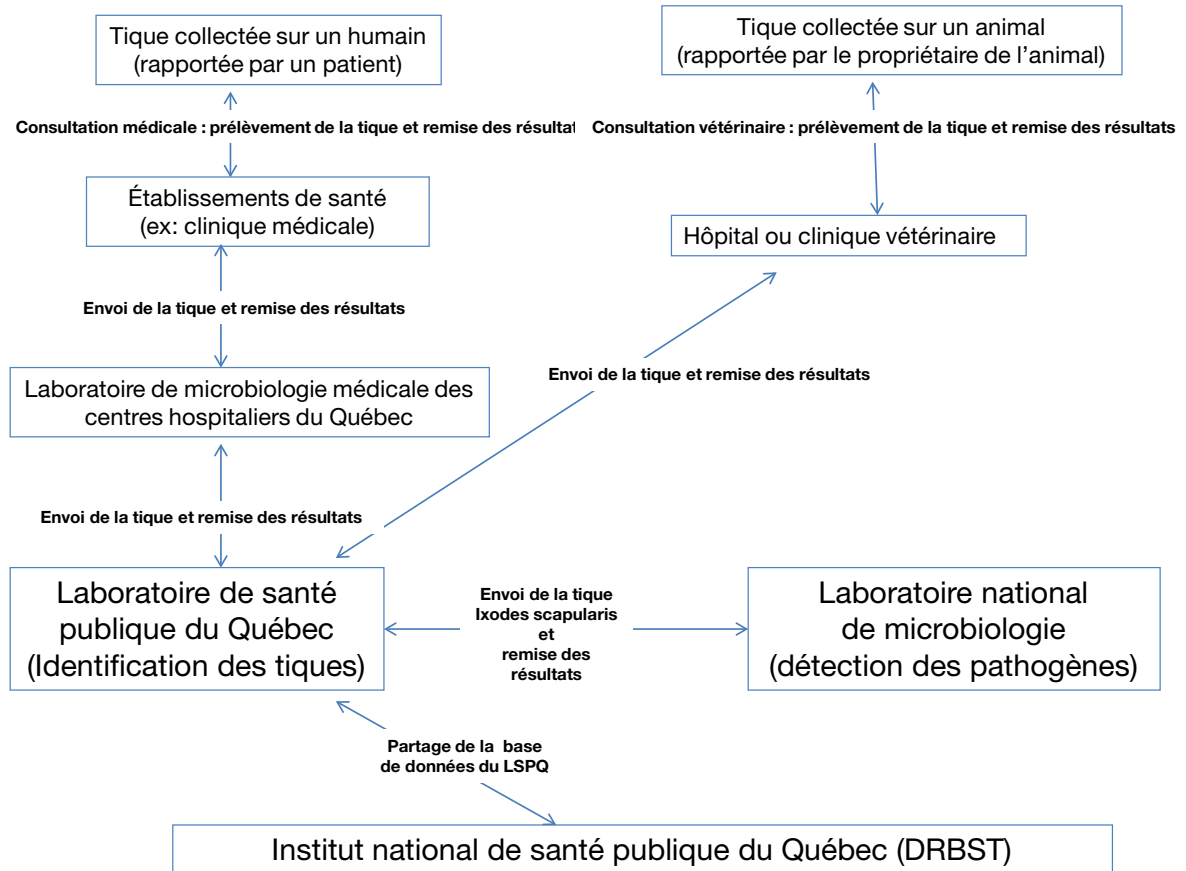 Tique collectée sur un humain
(rapportée par un patient)
Tique collectée sur un animal
(rapportée par le propriétaire de l'animal)
Consultation médicale : prélèvement de la tique et remise des résultat
Consultation vétérinaire : prélèvement de la tique et remise des résultats
Établissements de santé
(ex: clinique médicale)
Hôpital ou clinique vétérinaire
Envoi de la tique et remise des résultats
Laboratoire de microbiologie médicale des
centres hospitaliers du Québec
Envoi de la tique et remise des résultats
Envoi de la tique et remise des résultats
Laboratoire de santé
publique du Québec
(Identification des tiques)
Envoi de la tique
Ixodes scapularis
et
remise des
résultats
Laboratoire national
de microbiologie
(détection des pathogènes)
Partage de la base
de données du LSPQ
Institut national de santé publique du Québec (DRBST)